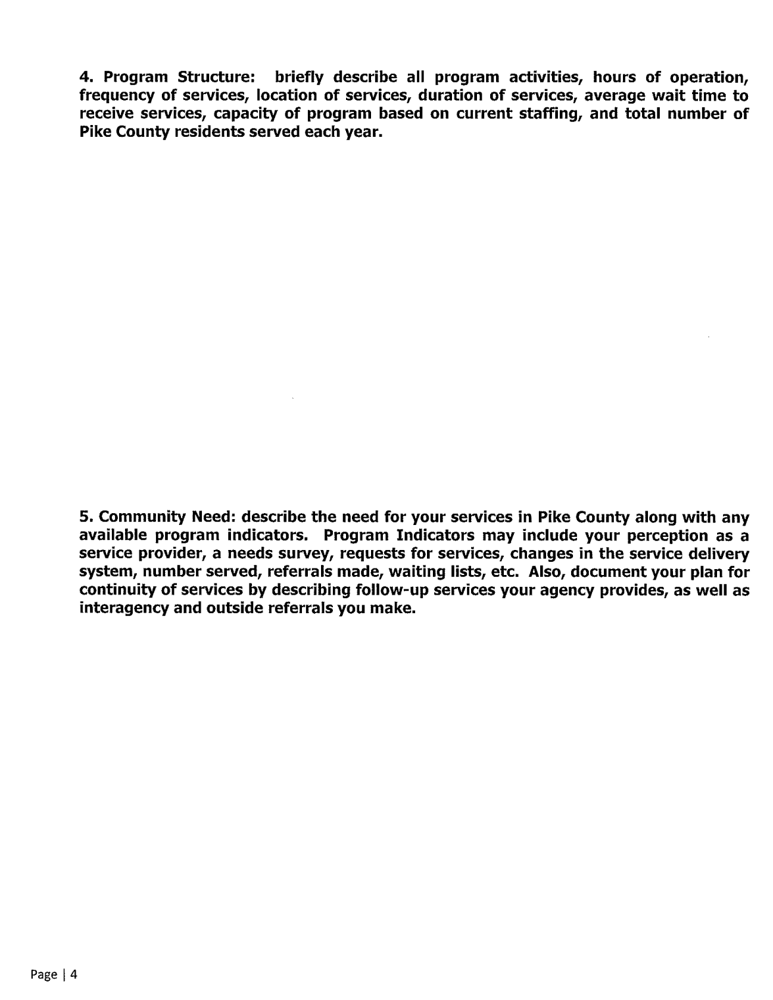 4. Program Structure: briefly describe all program activities, hours of operation,
frequency of services, location of services, duration of services, average wait time to
receive services, capacity of program based on current staffing, and total number of
Pike County residents served each year.
5. Community Need: describe the need for your services in Pike County along with any
available program indicators. Program Indicators may include your perception as a
service provider, a needs survey, requests for services, changes in the service delivery
system, number served, referrals made, waiting lists, etc. Also, document your plan for
continuity of services by describing follow-up services your agency provides, as well as
interagency and outside referrals you make.
Page | 4